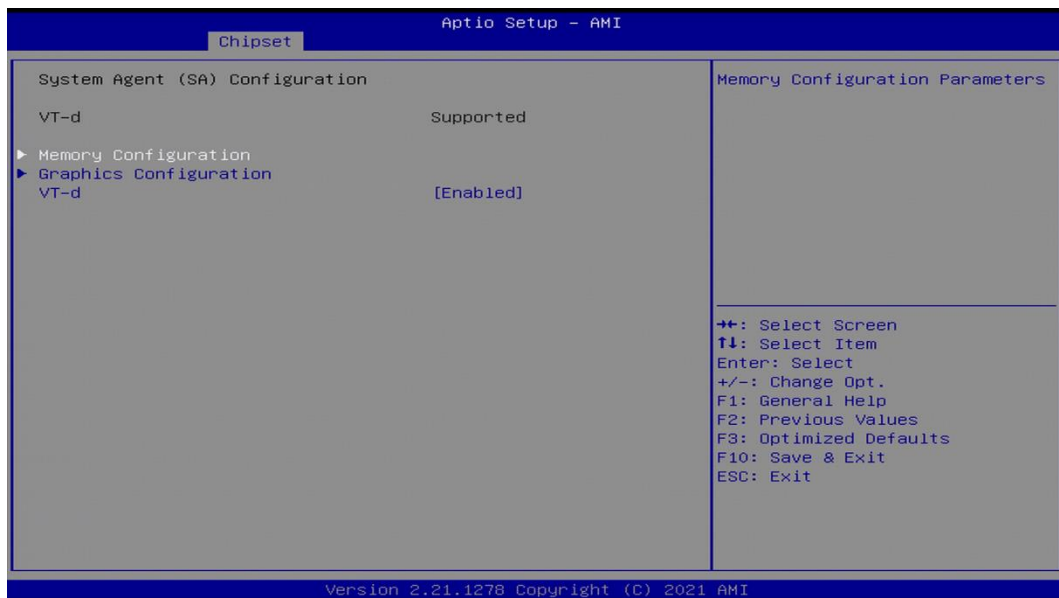 Aptio Setup – AMI
Chipset
System Agent (SA) Configuration
VT-d Supported
▶ Memory Configuration
▶ Graphics Configuration
VT-d [Enabled]
Memory Configuration Parameters
→←: Select Screen
↑↓: Select Item
Enter: Select
+/-: Change Opt.
F1: General Help
F2: Previous Values
F3: Optimized Defaults
F10: Save & Exit
ESC: Exit
Version 2.21.1278 Copyright (C) 2021 AMI